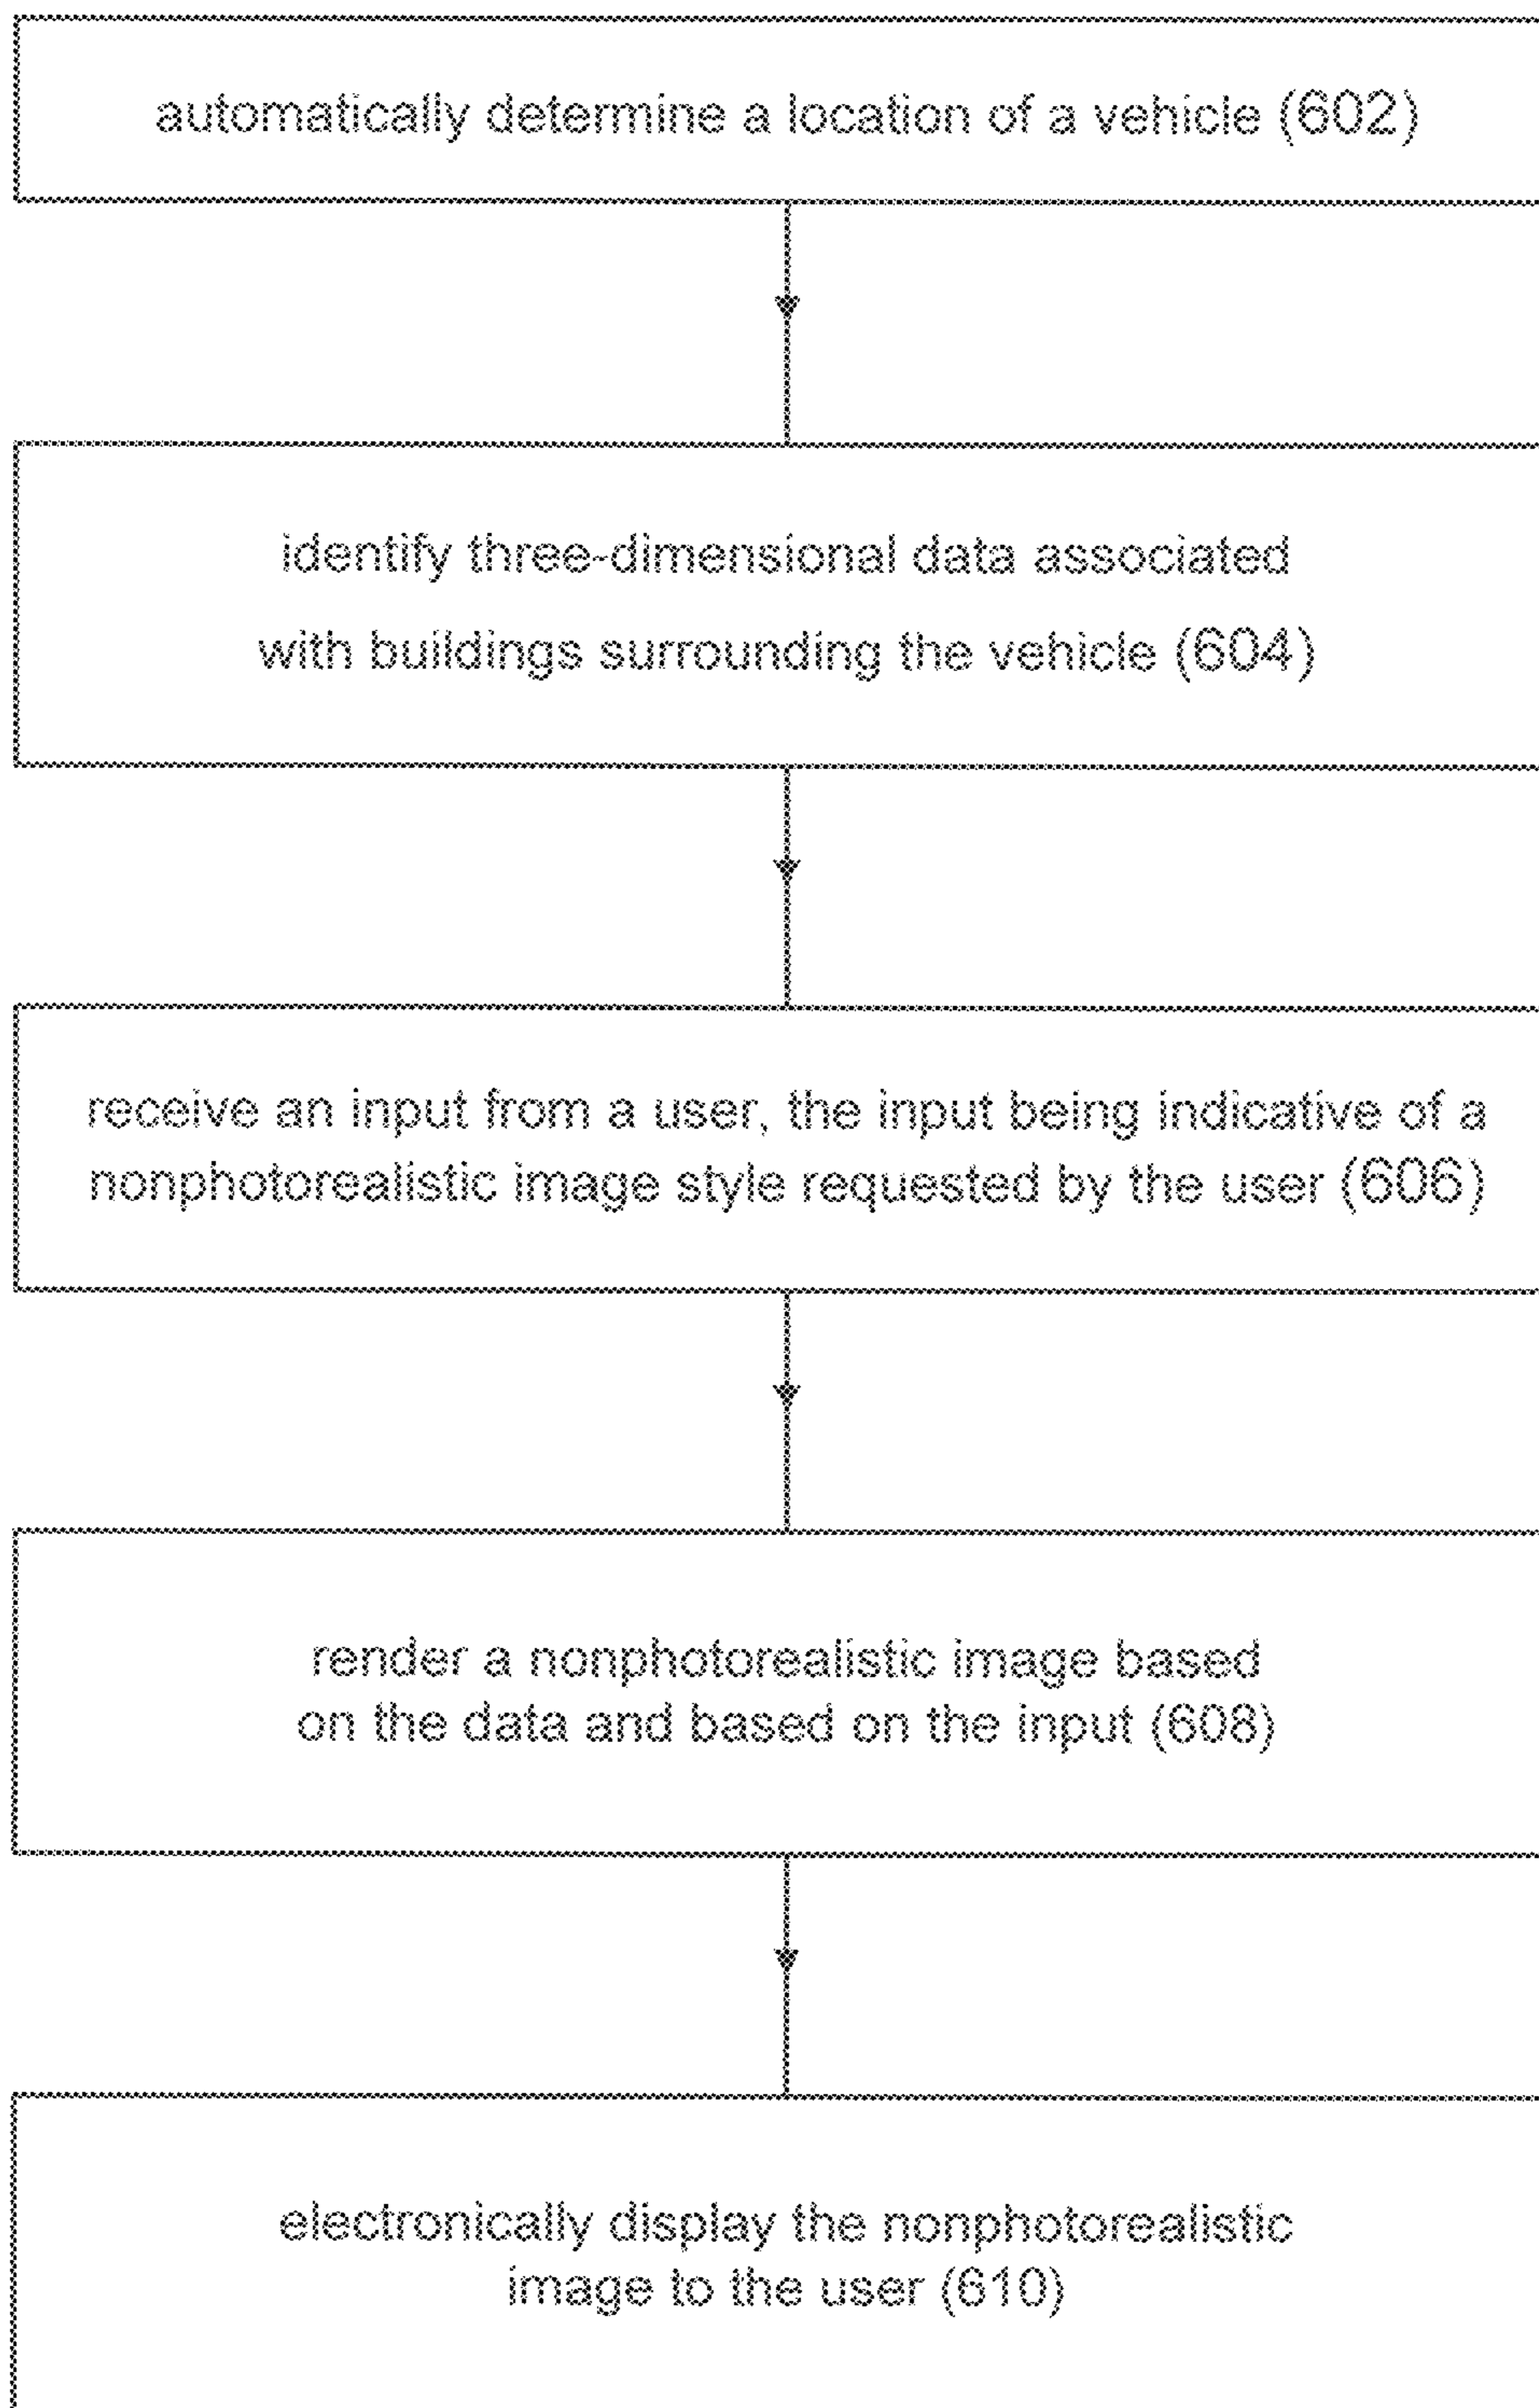 automatically determine a location of a vehicle (602)
identify three-dimensional data associated
with buildings surrounding the vehicle (604)
receive an input from a user, the input being indicative of a
nonphotorealistic image style requested by the user (606)
render a nonphotorealistic image based
on the data and based on the input (608)
electronically display the nonphotorealistic
image to the user (610)